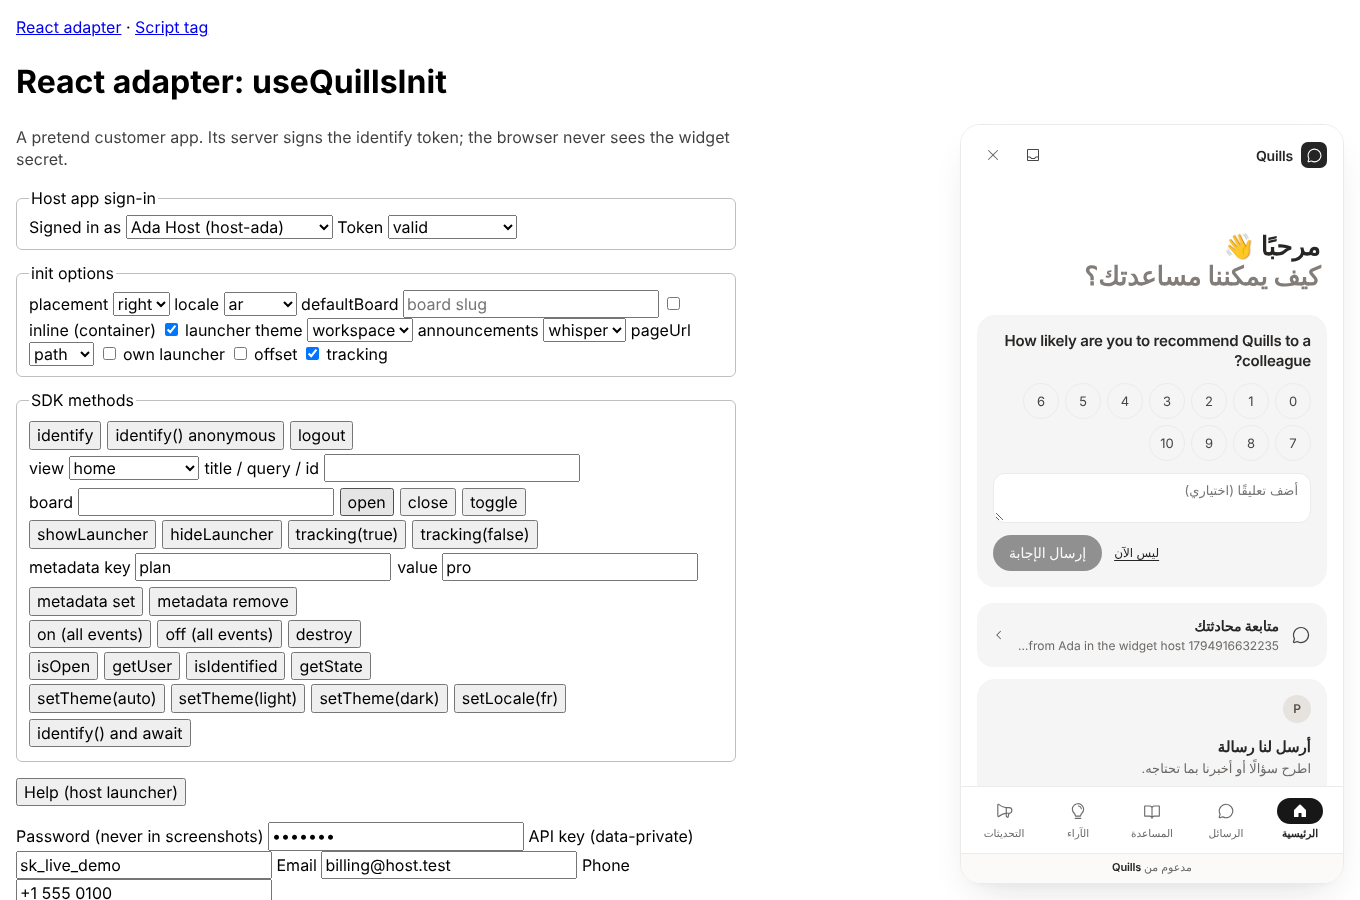 React adapter · Script tag
React adapter: useQuillsInit
A pretend customer app. Its server signs the identify token; the browser never sees the widget
secret.
Host app sign-in
Signed in as Ada Host (host-ada) Token valid
init options
placement right locale ar defaultBoard board slug
inline (container) launcher theme workspace announcements whisper pageUrl
path own launcher offset tracking
SDK methods
identify identify() anonymous logout
view home title / query / id
board open close toggle
showLauncher hideLauncher tracking(true) tracking(false)
metadata key plan value pro
metadata set metadata remove
on (all events) off (all events) destroy
isOpen getUser isIdentified getState
setTheme(auto) setTheme(light) setTheme(dark) setLocale(fr)
identify() and await
Help (host launcher)
Password (never in screenshots) ••••••• API key (data-private)
sk_live_demo Email billing@host.test Phone
+1 555 0100
Quills
مرحبًا 👋
كيف يمكننا مساعدتك؟
How likely are you to recommend Quills to a
colleague?
0 1 2 3 4 5 6
7 8 9 10
أضف تعليقًا (اختياري)
إرسال الإجابة ليس الآن
متابعة محادثتك
from Ada in the widget host 1794916632235...
P
أرسل لنا رسالة
اطرح سؤالًا أو أخبرنا بما تحتاجه.
الرئيسية الرسائل المساعدة الآراء التحديثات
مدعوم من Quills